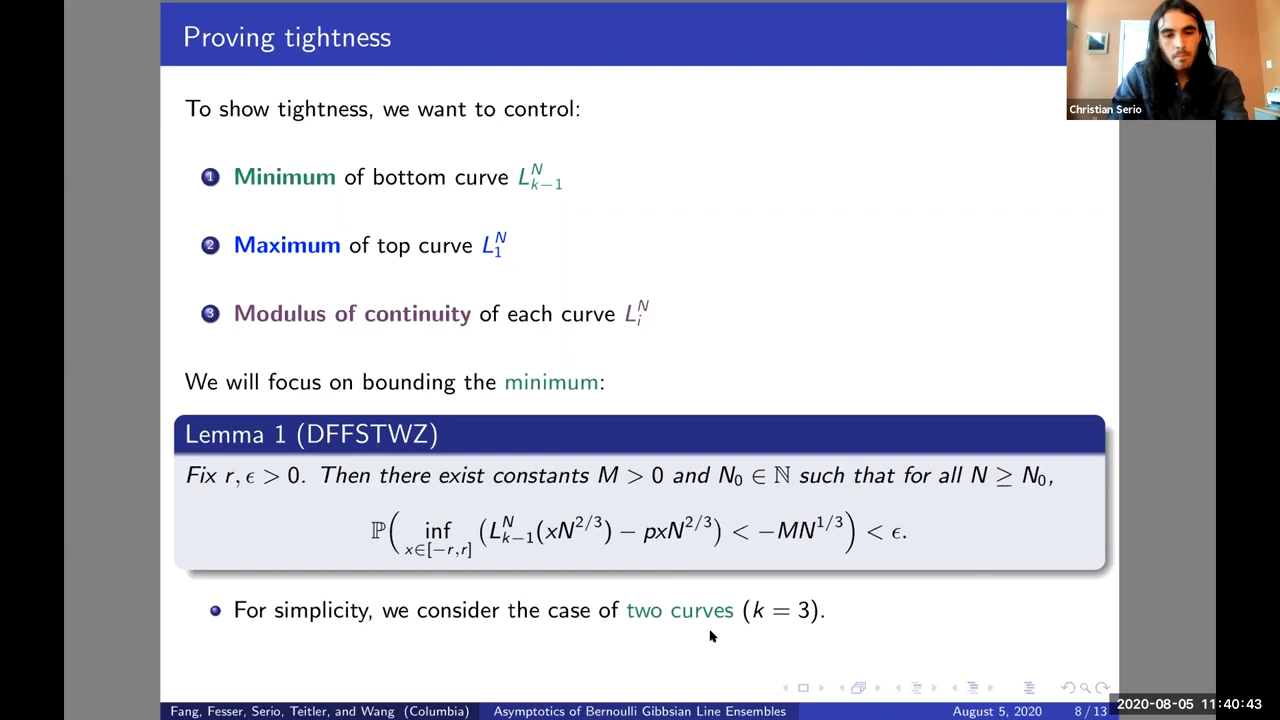 Proving tightness
Christian Serio
To show tightness, we want to control:
1 Minimum of bottom curve L^N_{k−1}
2 Maximum of top curve L^N_1
3 Modulus of continuity of each curve L^N_i
We will focus on bounding the minimum:
Lemma 1 (DFFSTWZ)
Fix r, ϵ > 0. Then there exist constants M > 0 and N_0 ∈ ℕ such that for all N ≥ N_0,
ℙ( inf_{x∈[−r,r]} (L^N_{k−1}(xN^{2/3}) − pxN^{2/3}) < −MN^{1/3} ) < ϵ.
For simplicity, we consider the case of two curves (k = 3).
Fang, Fesser, Serio, Teitler, and Wang (Columbia) Asymptotics of Bernoulli Gibbsian Line Ensembles August 5, 2020 8 / 13
2020-08-05 11:40:43